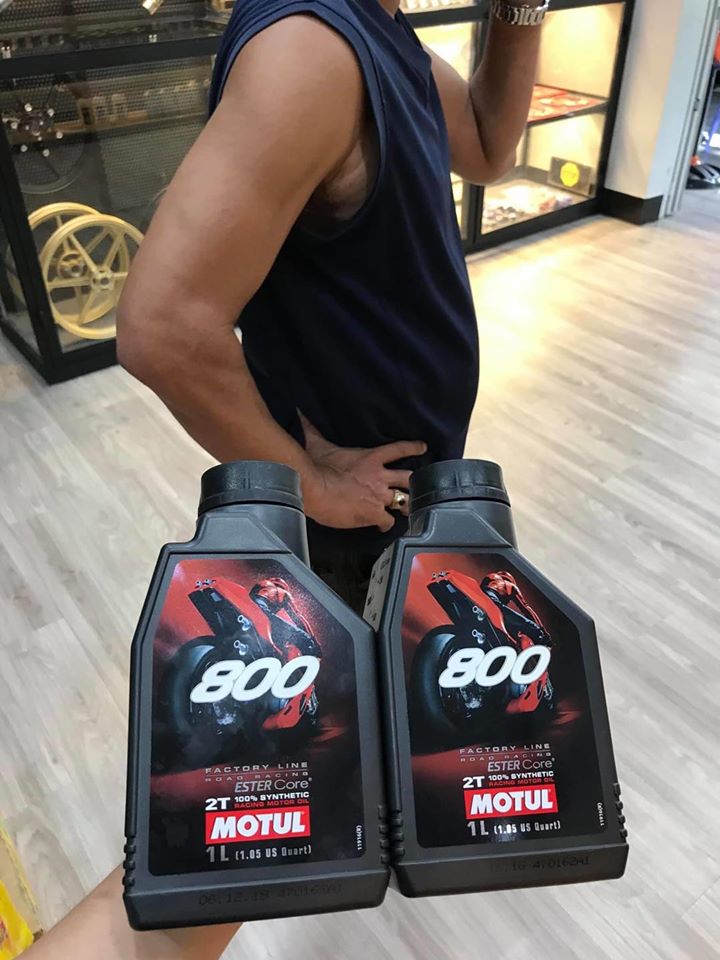 800
FACTORY LINE
ROAD RACING
ESTER Core®
2T 100% SYNTHETIC
RACING MOTOR OIL
MOTUL
1L (1.05 US Quart)
800
FACTORY LINE
ROAD RACING
ESTER Core®
2T 100% SYNTHETIC
RACING MOTOR OIL
MOTUL
1L (1.05 US Quart)
470162A1